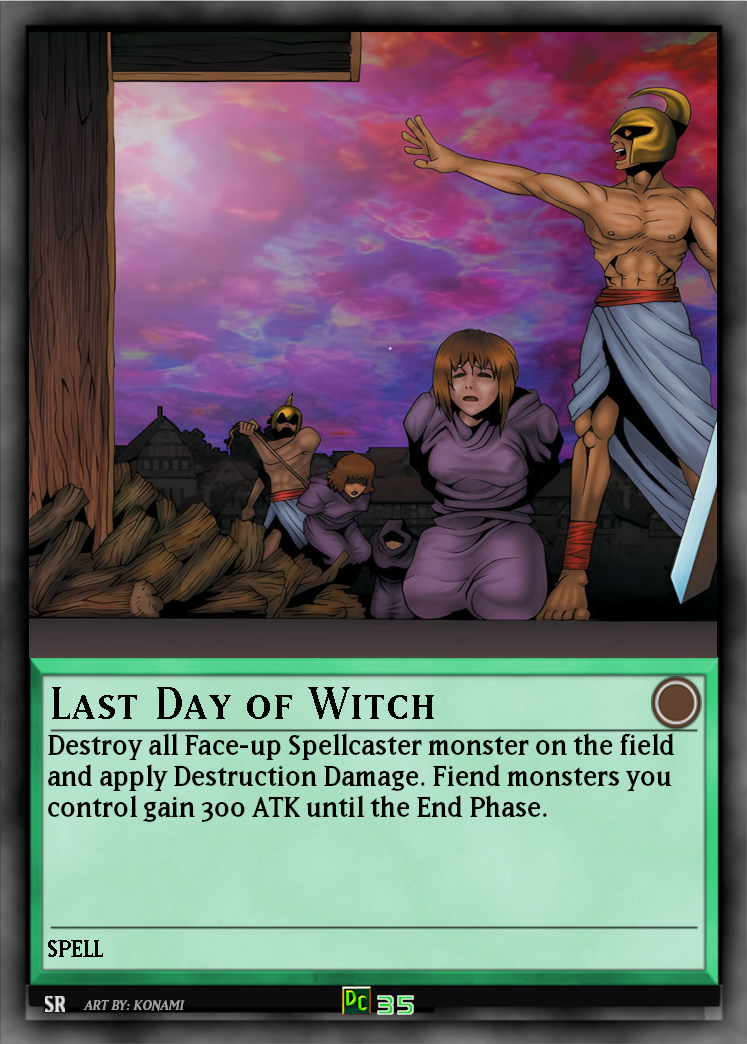 Last Day of Witch
Destroy all Face-up Spellcaster monster on the field
and apply Destruction Damage. Fiend monsters you
control gain 300 ATK until the End Phase.
SPELL
SR ART BY: KONAMI DC 35